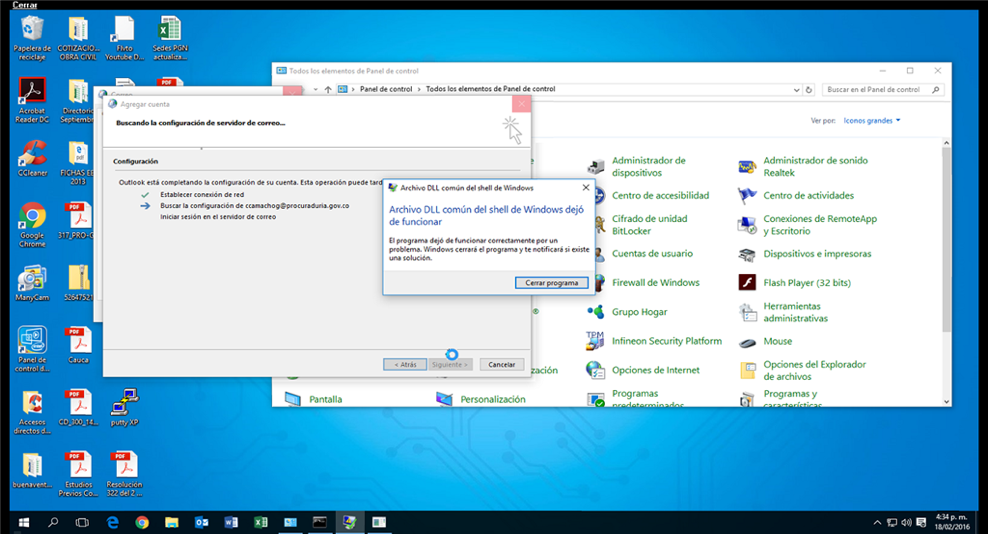 Cerrar
Papelera de
reciclaje
COTIZACIO...
OBRA CIVIL
Flvto
Youtube D...
Sedes PGN
actualiza...
Acrobat
Reader DC
Directorio
Septiembr...
CCleaner
FICHAS EE
2013
Google
Chrome
317_PRO-G
ManyCam
52647521
Panel de
control d...
Cauca
Accesos
directos d...
CD_300_14...
putty XP
buenavent...
Estudios
Previos Co...
Resolución
322 del 2 ...
Todos los elementos de Panel de control
Panel de control
Todos los elementos de Panel de control
Buscar en el Panel de control
Ver por:
Iconos grandes
Administrador de
dispositivos
Administrador de sonido
Realtek
Centro de accesibilidad
Centro de actividades
Cifrado de unidad
BitLocker
Conexiones de RemoteApp
y Escritorio
Cuentas de usuario
Dispositivos e impresoras
Firewall de Windows
Flash Player (32 bits)
Grupo Hogar
Herramientas
administrativas
Infineon Security Platform
Mouse
Opciones de Internet
Opciones del Explorador
de archivos
Pantalla
Personalización
Programas
predeterminados
Programas y
características
Correo
Agregar cuenta
Buscando la configuración de servidor de correo...
Configuración
Outlook está completando la configuración de su cuenta. Esta operación puede tard
Establecer conexión de red
Buscar la configuración de ccamachog@procuraduria.gov.co
Iniciar sesión en el servidor de correo
< Atrás
Siguiente >
Cancelar
Archivo DLL común del shell de Windows
Archivo DLL común del shell de Windows dejó
de funcionar
El programa dejó de funcionar correctamente por un
problema. Windows cerrará el programa y te notificará si existe
una solución.
Cerrar programa
4:34 p. m.
18/02/2016